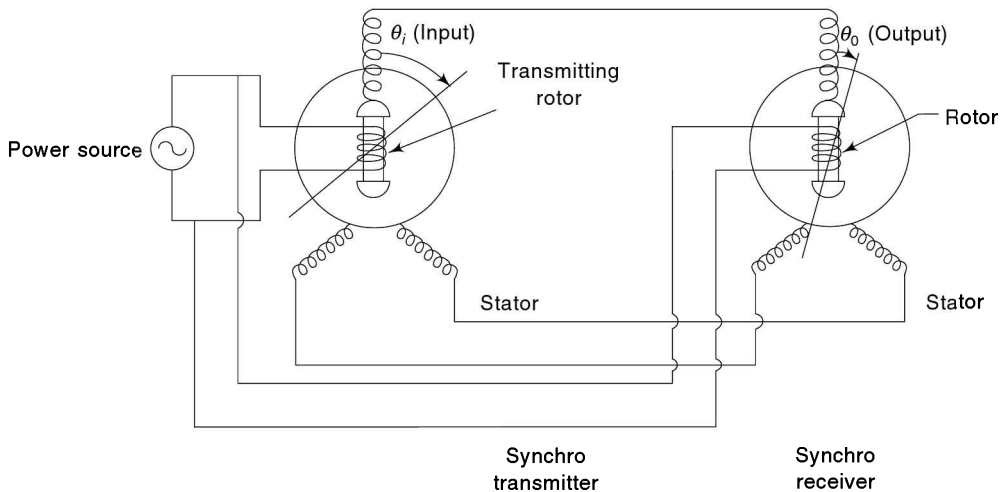 θi (Input)
θ0 (Output)
Transmitting
rotor
Rotor
Power source
Stator
Stator
Synchro
transmitter
Synchro
receiver